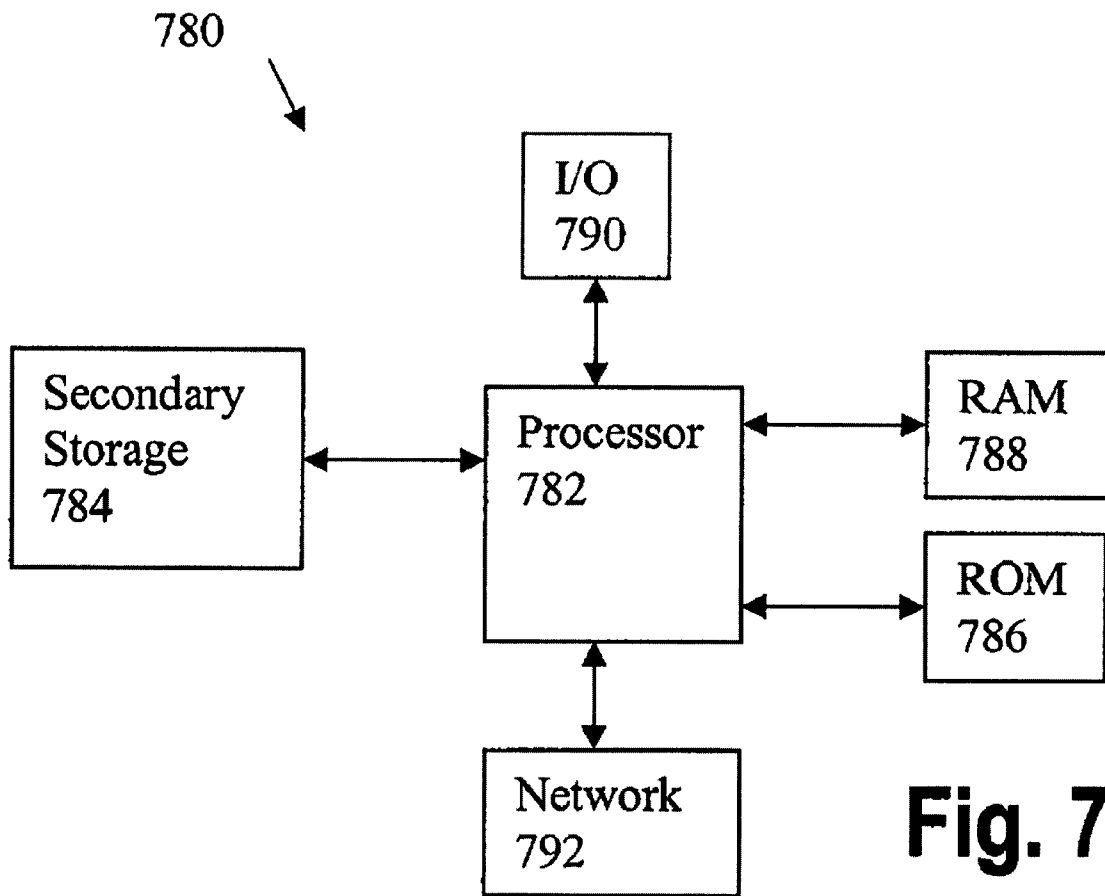 780
I/O
790
Secondary
Storage
784
Processor
782
RAM
788
ROM
786
Network
792
Fig. 7